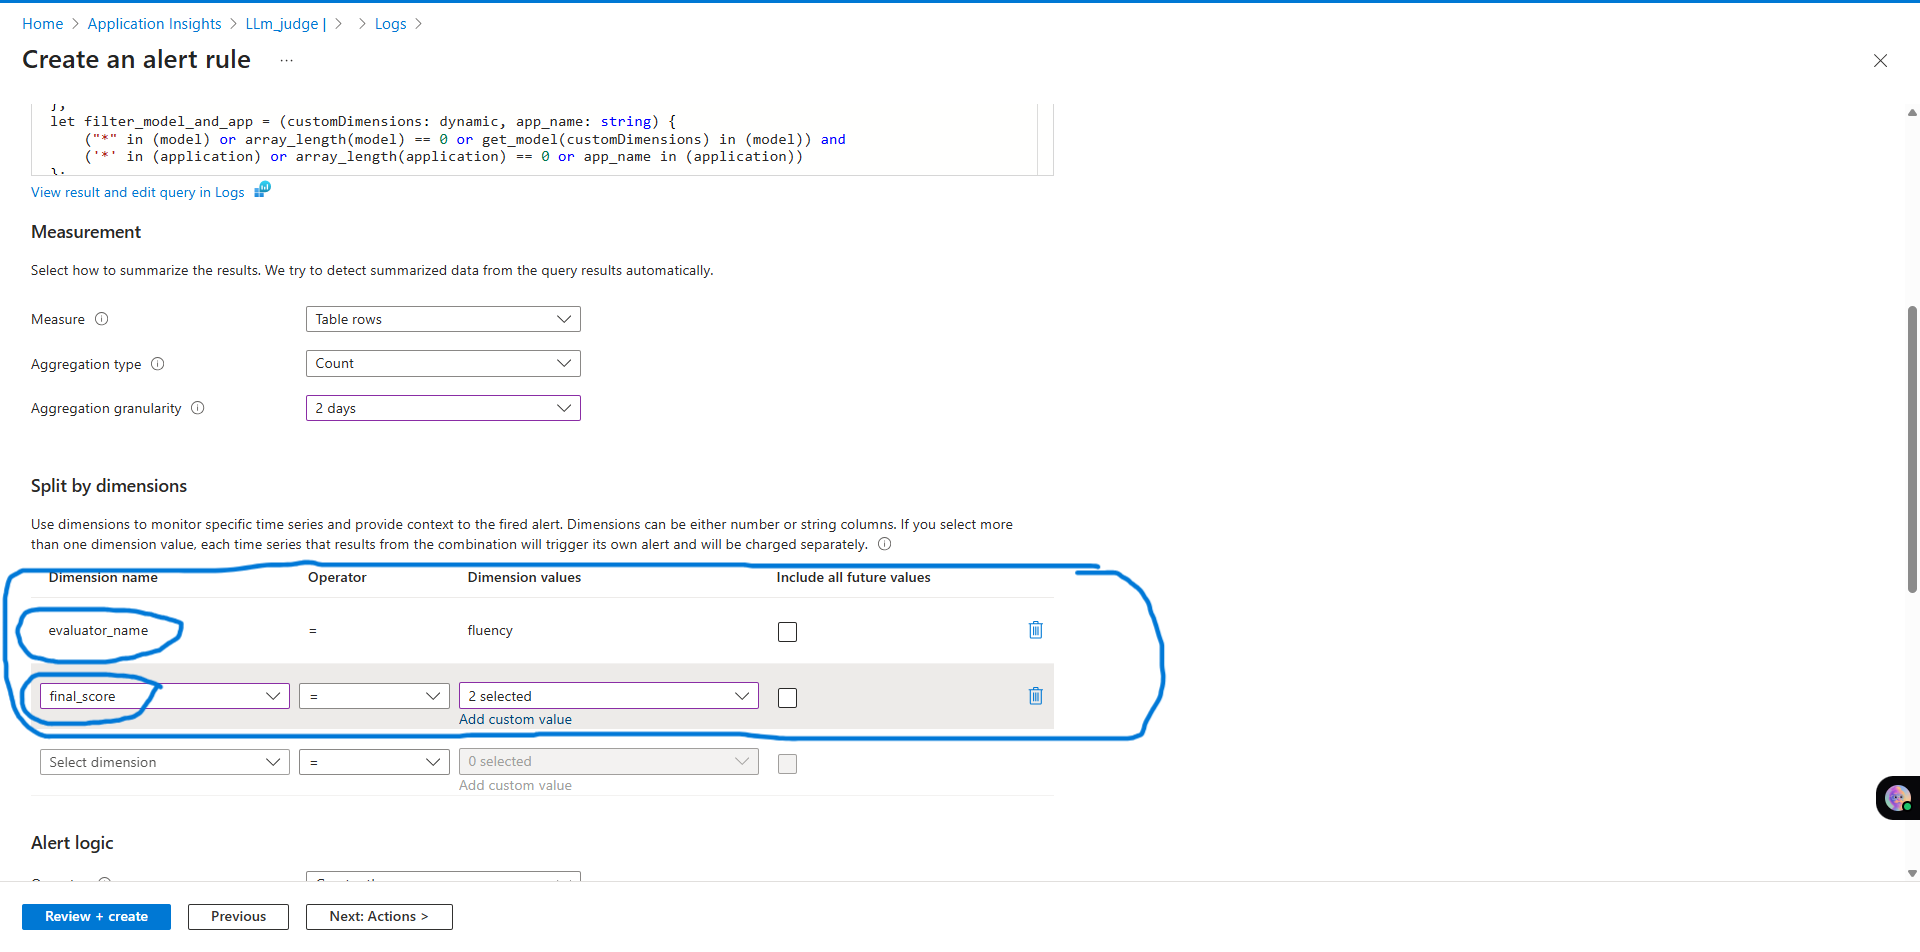 Home > Application Insights > LLm_judge | > > Logs >
Create an alert rule ...
};
let filter_model_and_app = (customDimensions: dynamic, app_name: string) {
("*" in (model) or array_length(model) == 0 or get_model(customDimensions) in (model)) and
('*' in (application) or array_length(application) == 0 or app_name in (application))
};
View result and edit query in Logs
Measurement
Select how to summarize the results. We try to detect summarized data from the query results automatically.
Measure Table rows
Aggregation type Count
Aggregation granularity 2 days
Split by dimensions
Use dimensions to monitor specific time series and provide context to the fired alert. Dimensions can be either number or string columns. If you select more
than one dimension value, each time series that results from the combination will trigger its own alert and will be charged separately.
Dimension name Operator Dimension values Include all future values
evaluator_name = fluency
final_score = 2 selected
Add custom value
Select dimension = 0 selected
Add custom value
Alert logic
Review + create Previous Next: Actions >